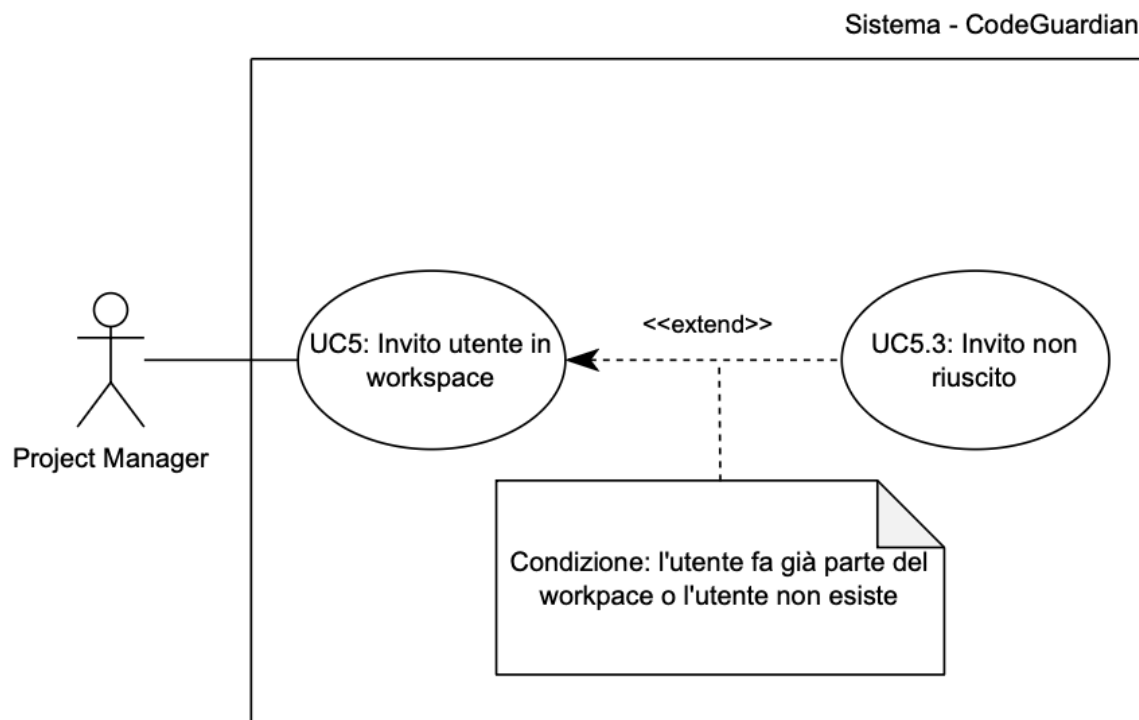 Sistema - CodeGuardian
UC5: Invito utente in
workspace
<<extend>>
UC5.3: Invito non
riuscito
Project Manager
Condizione: l'utente fa già parte del
workpace o l'utente non esiste